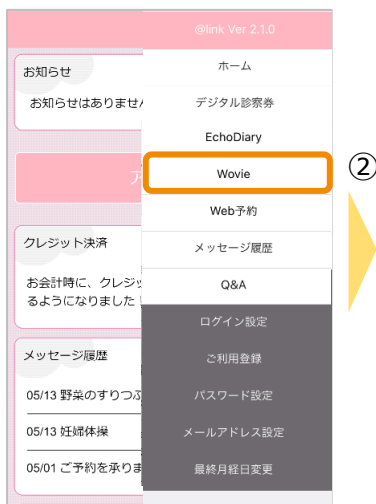 @link Ver 2.1.0
ホーム
デジタル診察券
EchoDiary
Wovie
Web予約
メッセージ履歴
Q&A
ログイン設定
ご利用登録
パスワード設定
メールアドレス設定
最終月経日変更
②
お知らせ
お知らせはありませ
ア
クレジット決済
お会計時に、クレジッ
るようになりました！
メッセージ履歴
05/13 野菜のすりつぶ
05/13 妊婦体操
05/01 ご予約を承りま